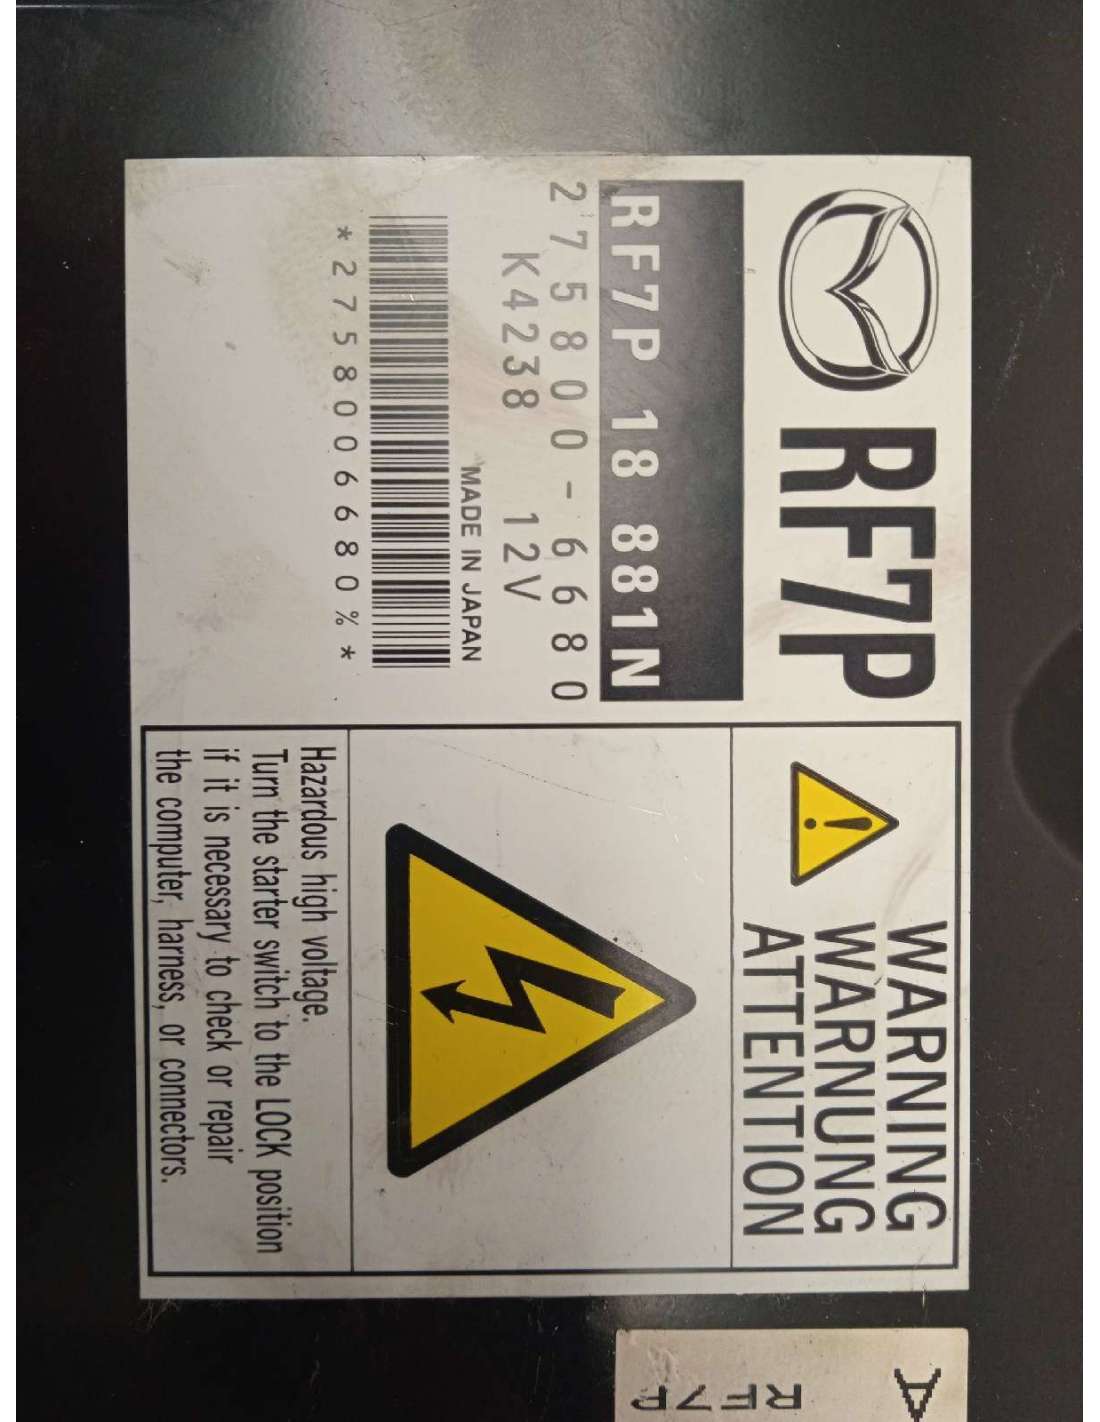 RF7P
RF7P 18 881N
275800-6680
K4238 12V
MADE IN JAPAN
*2758006680%*
WARNING
WARNUNG
ATTENTION
Hazardous high voltage.
Turn the starter switch to the LOCK position
if it is necessary to check or repair
the computer, harness, or connectors.
A
RF7P